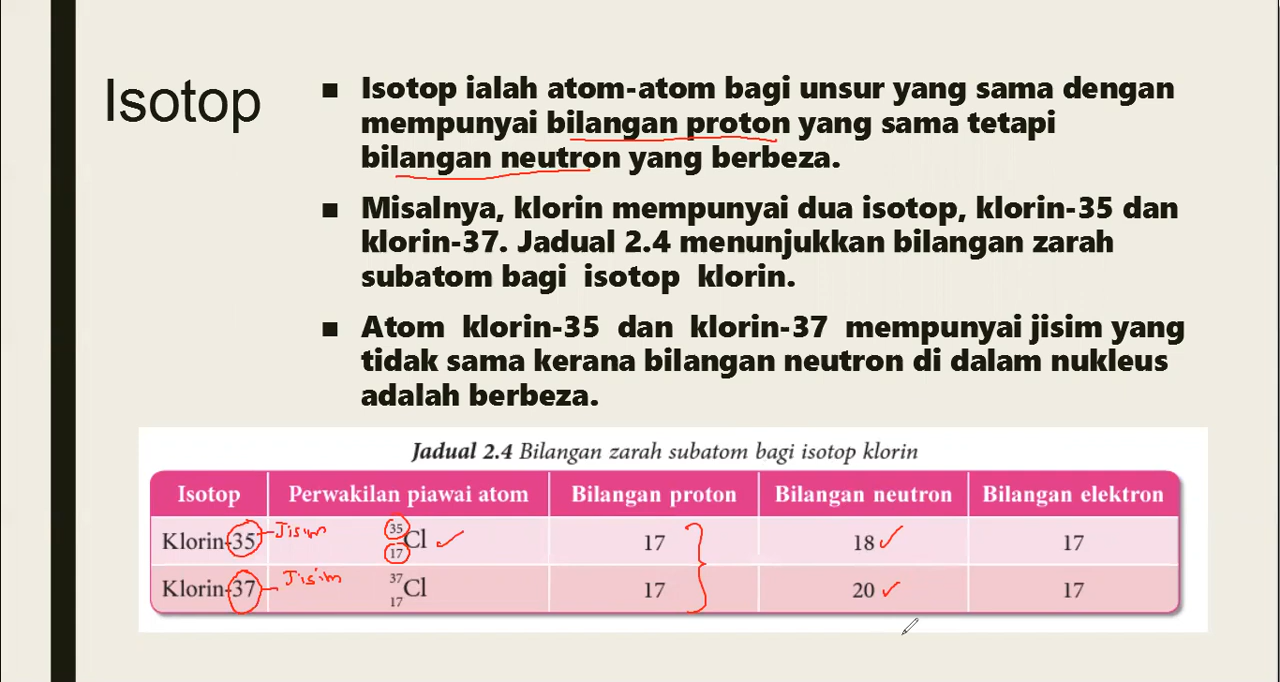 Isotop
■ Isotop ialah atom-atom bagi unsur yang sama dengan
mempunyai bilangan proton yang sama tetapi
bilangan neutron yang berbeza.
■ Misalnya, klorin mempunyai dua isotop, klorin-35 dan
klorin-37. Jadual 2.4 menunjukkan bilangan zarah
subatom bagi isotop klorin.
■ Atom klorin-35 dan klorin-37 mempunyai jisim yang
tidak sama kerana bilangan neutron di dalam nukleus
adalah berbeza.
Jadual 2.4 Bilangan zarah subatom bagi isotop klorin
Isotop Perwakilan piawai atom Bilangan proton Bilangan neutron Bilangan elektron
Klorin-35 Jisim 35 17 Cl ✓ 17 18 ✓ 17
Klorin-37 Jisim 37 17 Cl 17 20 ✓ 17